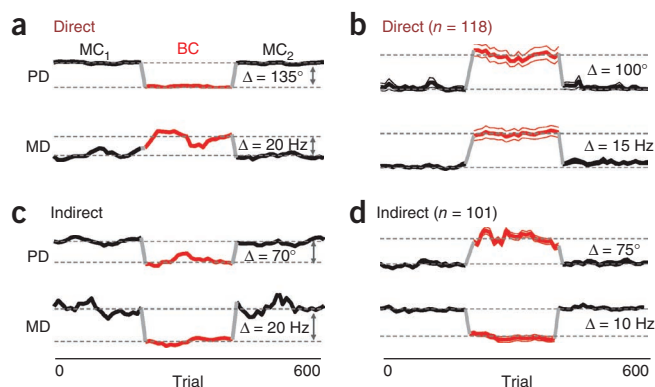 a
Direct
MC1
BC
MC2
PD
Δ = 135°
MD
Δ = 20 Hz
b
Direct (n = 118)
Δ = 100°
Δ = 15 Hz
c
Indirect
PD
Δ = 70°
MD
Δ = 20 Hz
0
Trial
600
d
Indirect (n = 101)
Δ = 75°
Δ = 10 Hz
0
Trial
600